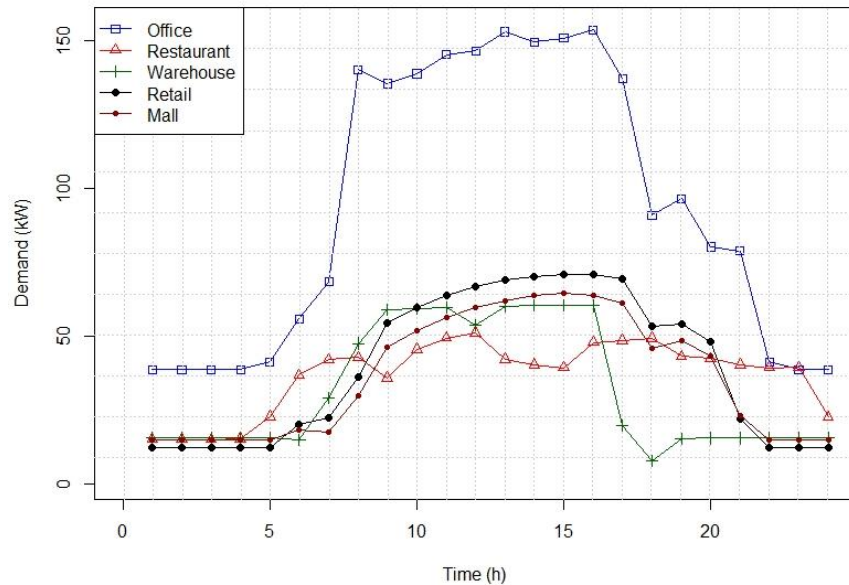 Office
Restaurant
Warehouse
Retail
Mall
150
100
50
0
Demand (kW)
0 5 10 15 20
Time (h)